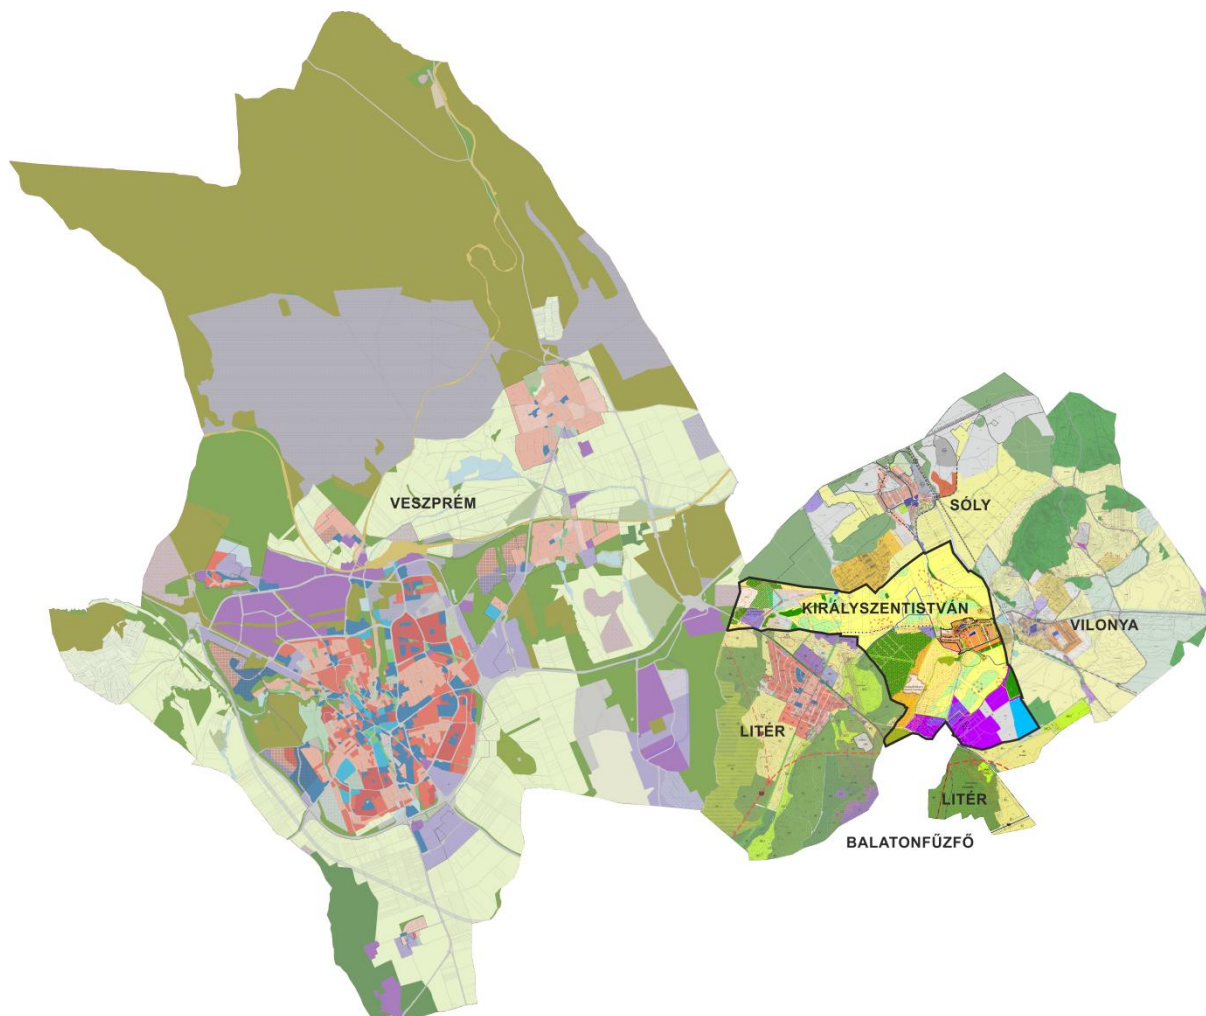 VESZPRÉM
SÓLY
KIRÁLYSZENTISTVÁN
VILONYA
LITÉR
LITÉR
BALATONFŰZFŐ